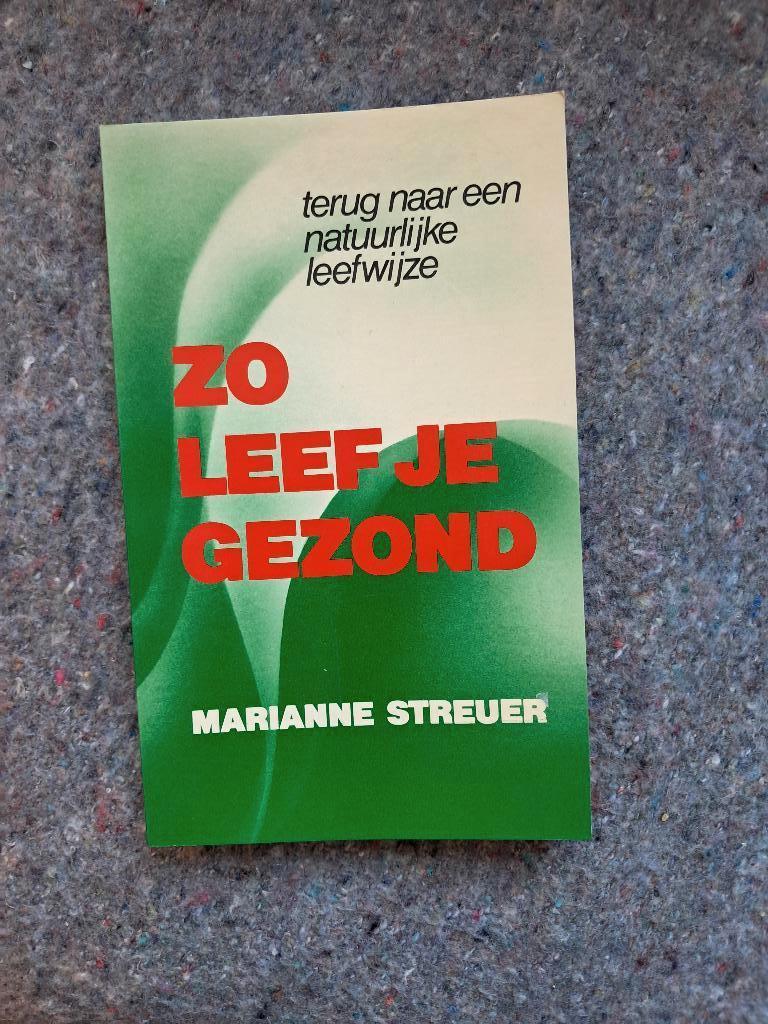 terug naar een
natuurlijke
leefwijze
ZO
LEEF JE
GEZOND
MARIANNE STREUER